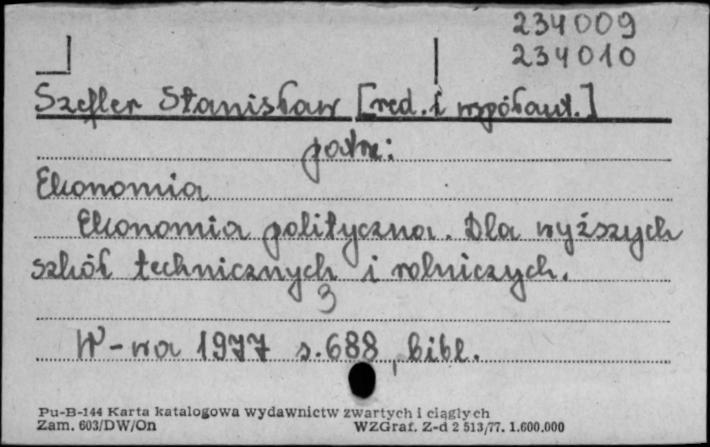 234009
234010
Szefler Stanisław [red. i współaut.]
patrz:
Ekonomia
Ekonomia polityczna. Dla wyższych
szkół technicznych i rolniczych.
3
W-wa 1977 s.688, bibl.
Pu-B-144 Karta katalogowa wydawnictw zwartych i ciągłych
Zam. 603/DW/On WZGraf. Z-d 2 513/77. 1.600.000